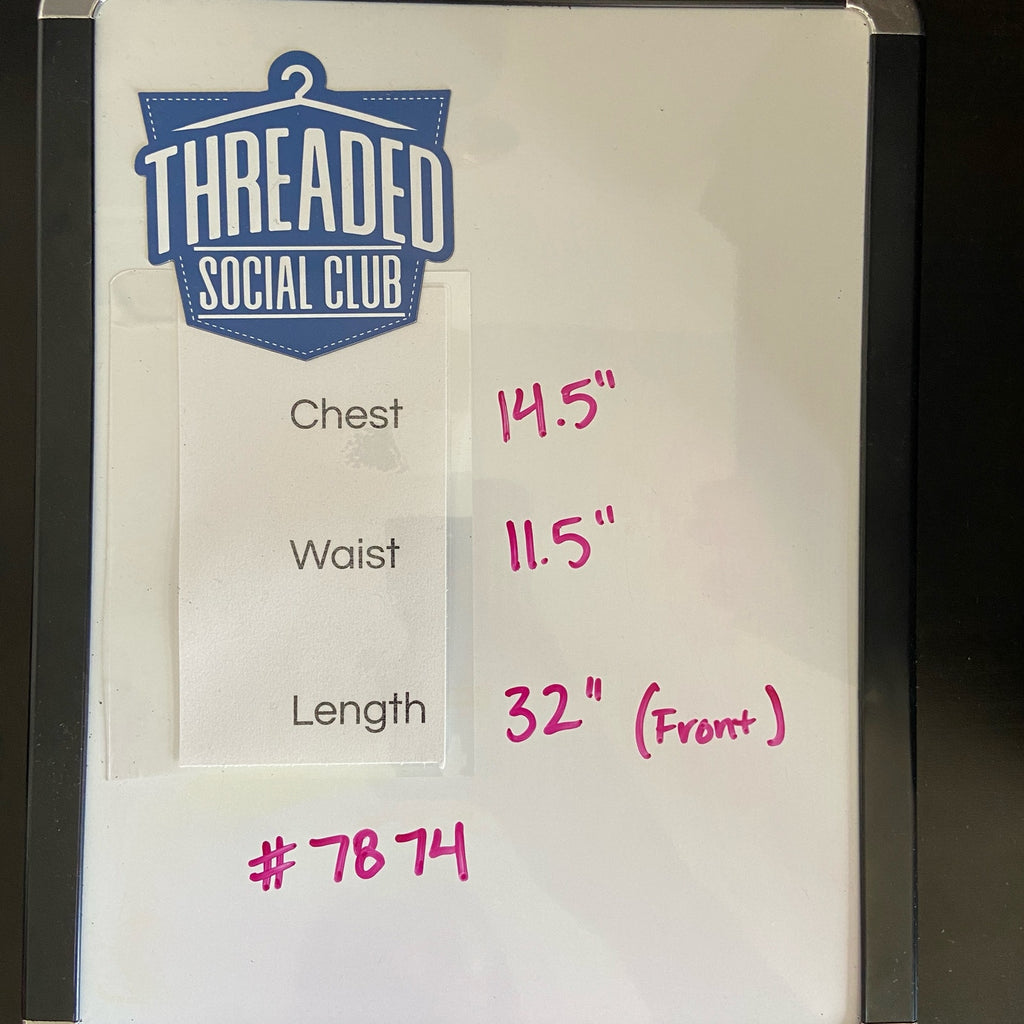 THREADED
SOCIAL CLUB
Chest 14.5"
Waist 11.5"
Length 32" (Front)
#7874